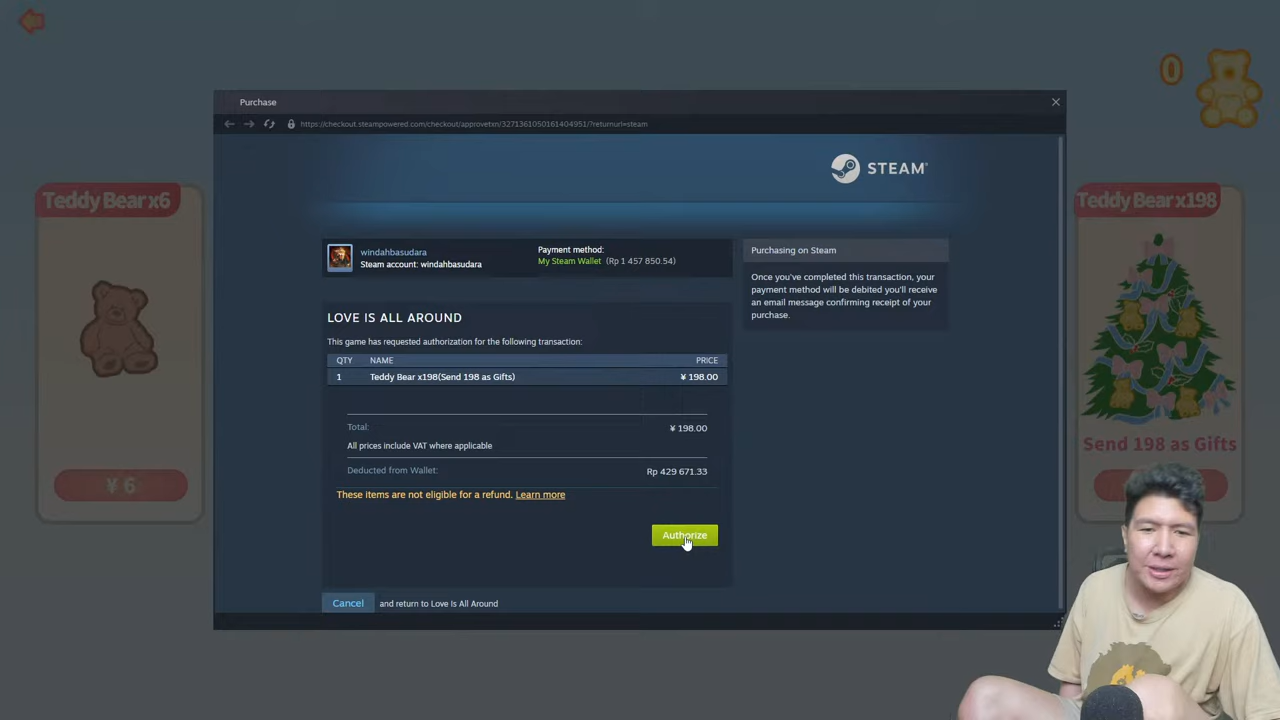 0
Purchase
https://checkout.steampowered.com/checkout/approvetxn/3271361050161404951/?returnurl=steam
STEAM®
Teddy Bear x6
¥ 6
windahbasudara
Steam account: windahbasudara
Payment method:
My Steam Wallet (Rp 1 457 850.54)
LOVE IS ALL AROUND
This game has requested authorization for the following transaction:
QTY NAME PRICE
1 Teddy Bear x198(Send 198 as Gifts) ¥ 198.00
Total: ¥ 198.00
All prices include VAT where applicable
Deducted from Wallet: Rp 429 671.33
These items are not eligible for a refund. Learn more
Authorize
Cancel and return to Love Is All Around
Purchasing on Steam
Once you've completed this transaction, your
payment method will be debited you'll receive
an email message confirming receipt of your
purchase.
Teddy Bear x198
Send 198 as Gifts